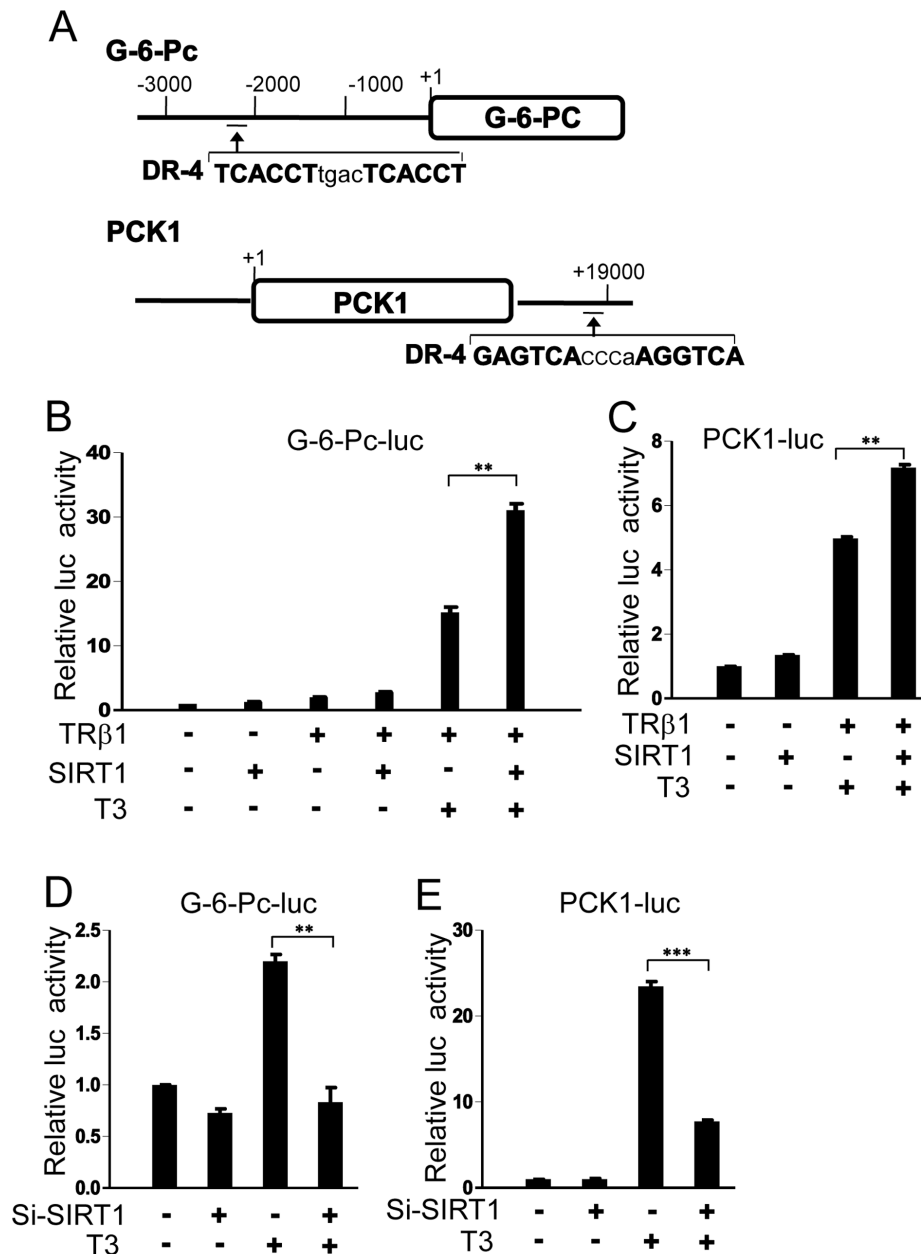 A
G-6-Pc
-3000 -2000 -1000 +1
G-6-PC
DR-4 TCACCTtgacTCACCT
PCK1
+1 +19000
PCK1
DR-4 GAGTCAcccaAGGTCA
B
G-6-Pc-luc
Relative luc activity
40
30
20
10
0
**
TRβ1 - - + + + +
SIRT1 - + - + - +
T3 - - - - + +
C
PCK1-luc
Relative luc activity
8
6
4
2
0
**
TRβ1 - - + +
SIRT1 - + - +
T3 - - + +
D
G-6-Pc-luc
Relative luc activity
2.5
2.0
1.5
1.0
0.5
0.0
**
Si-SIRT1 - + - +
T3 - - + +
E
PCK1-luc
Relative luc activity
30
20
10
0
***
Si-SIRT1 - + - +
T3 - - + +